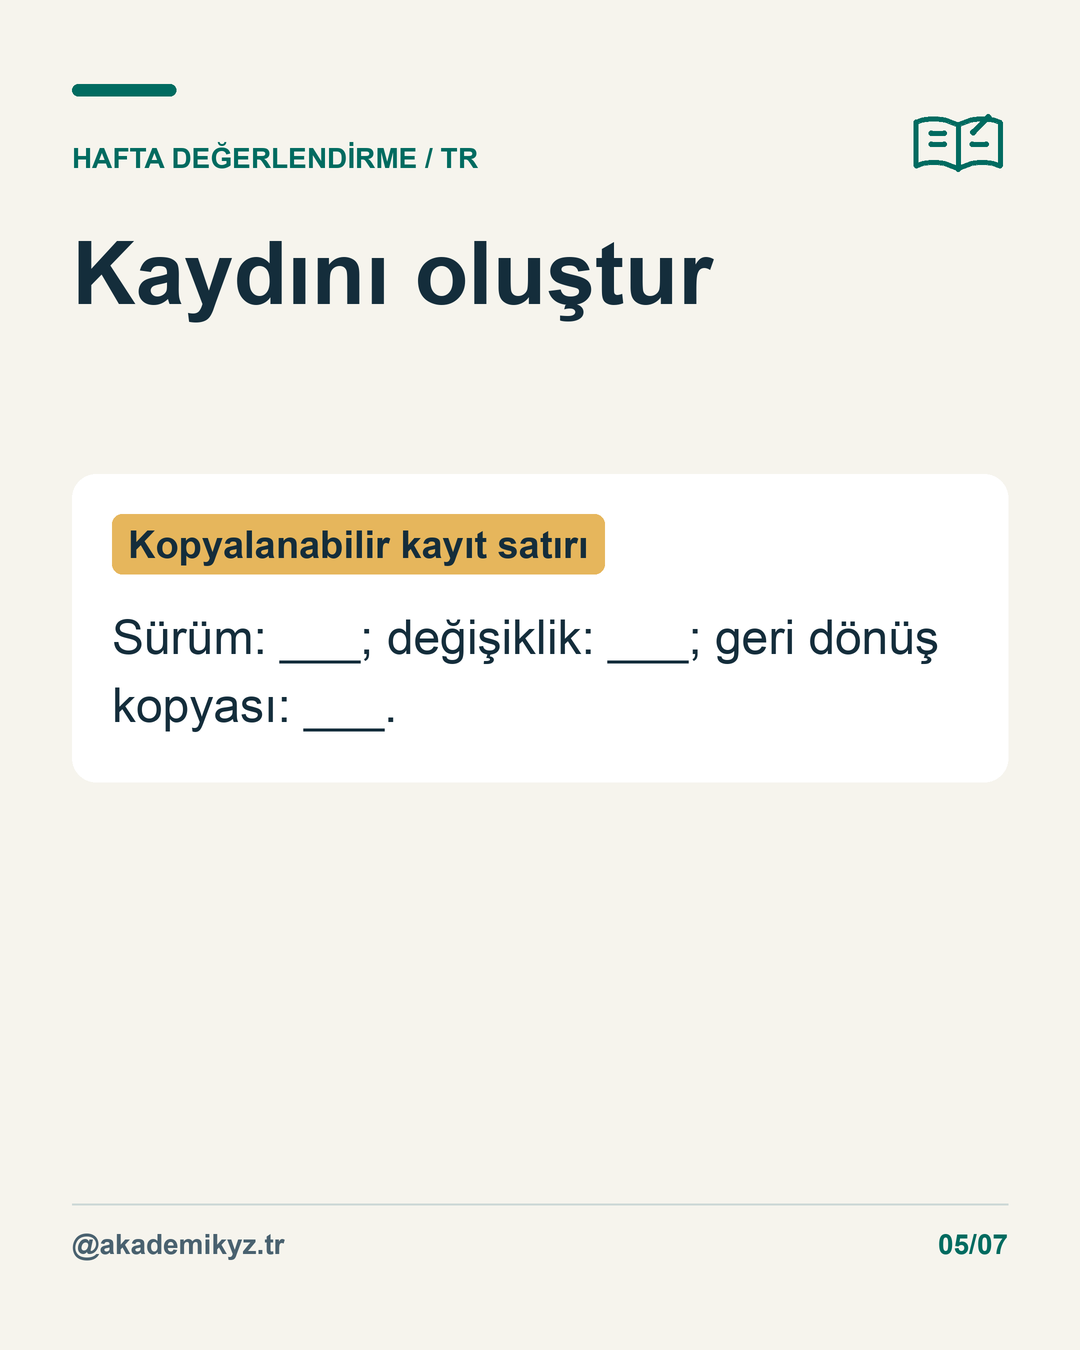 HAFTA DEĞERLENDİRME / TR
Kaydını oluştur
Kopyalanabilir kayıt satırı
Sürüm: ___; değişiklik: ___; geri dönüş
kopyası: ___.
@akademikyz.tr
05/07